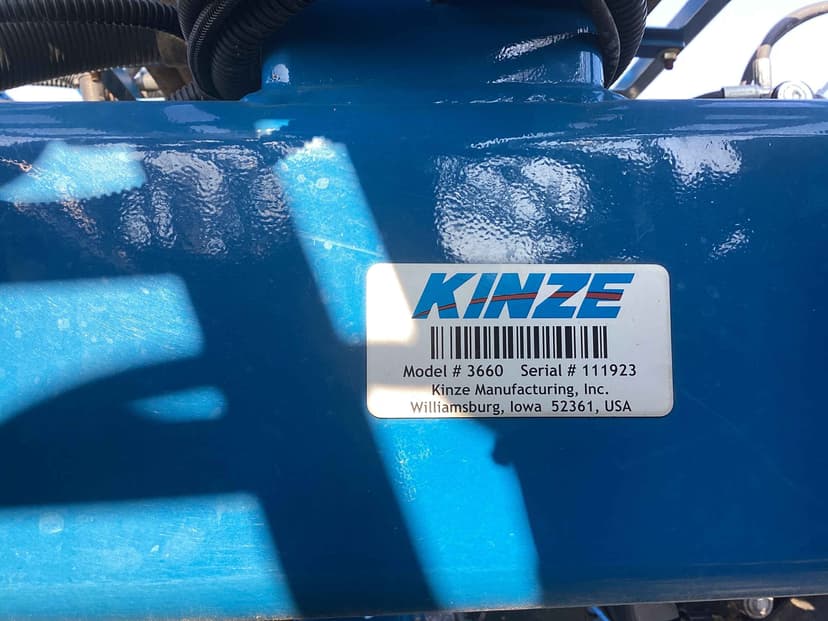 KINZE
Model # 3660 Serial # 111923
Kinze Manufacturing, Inc.
Williamsburg, Iowa 52361, USA